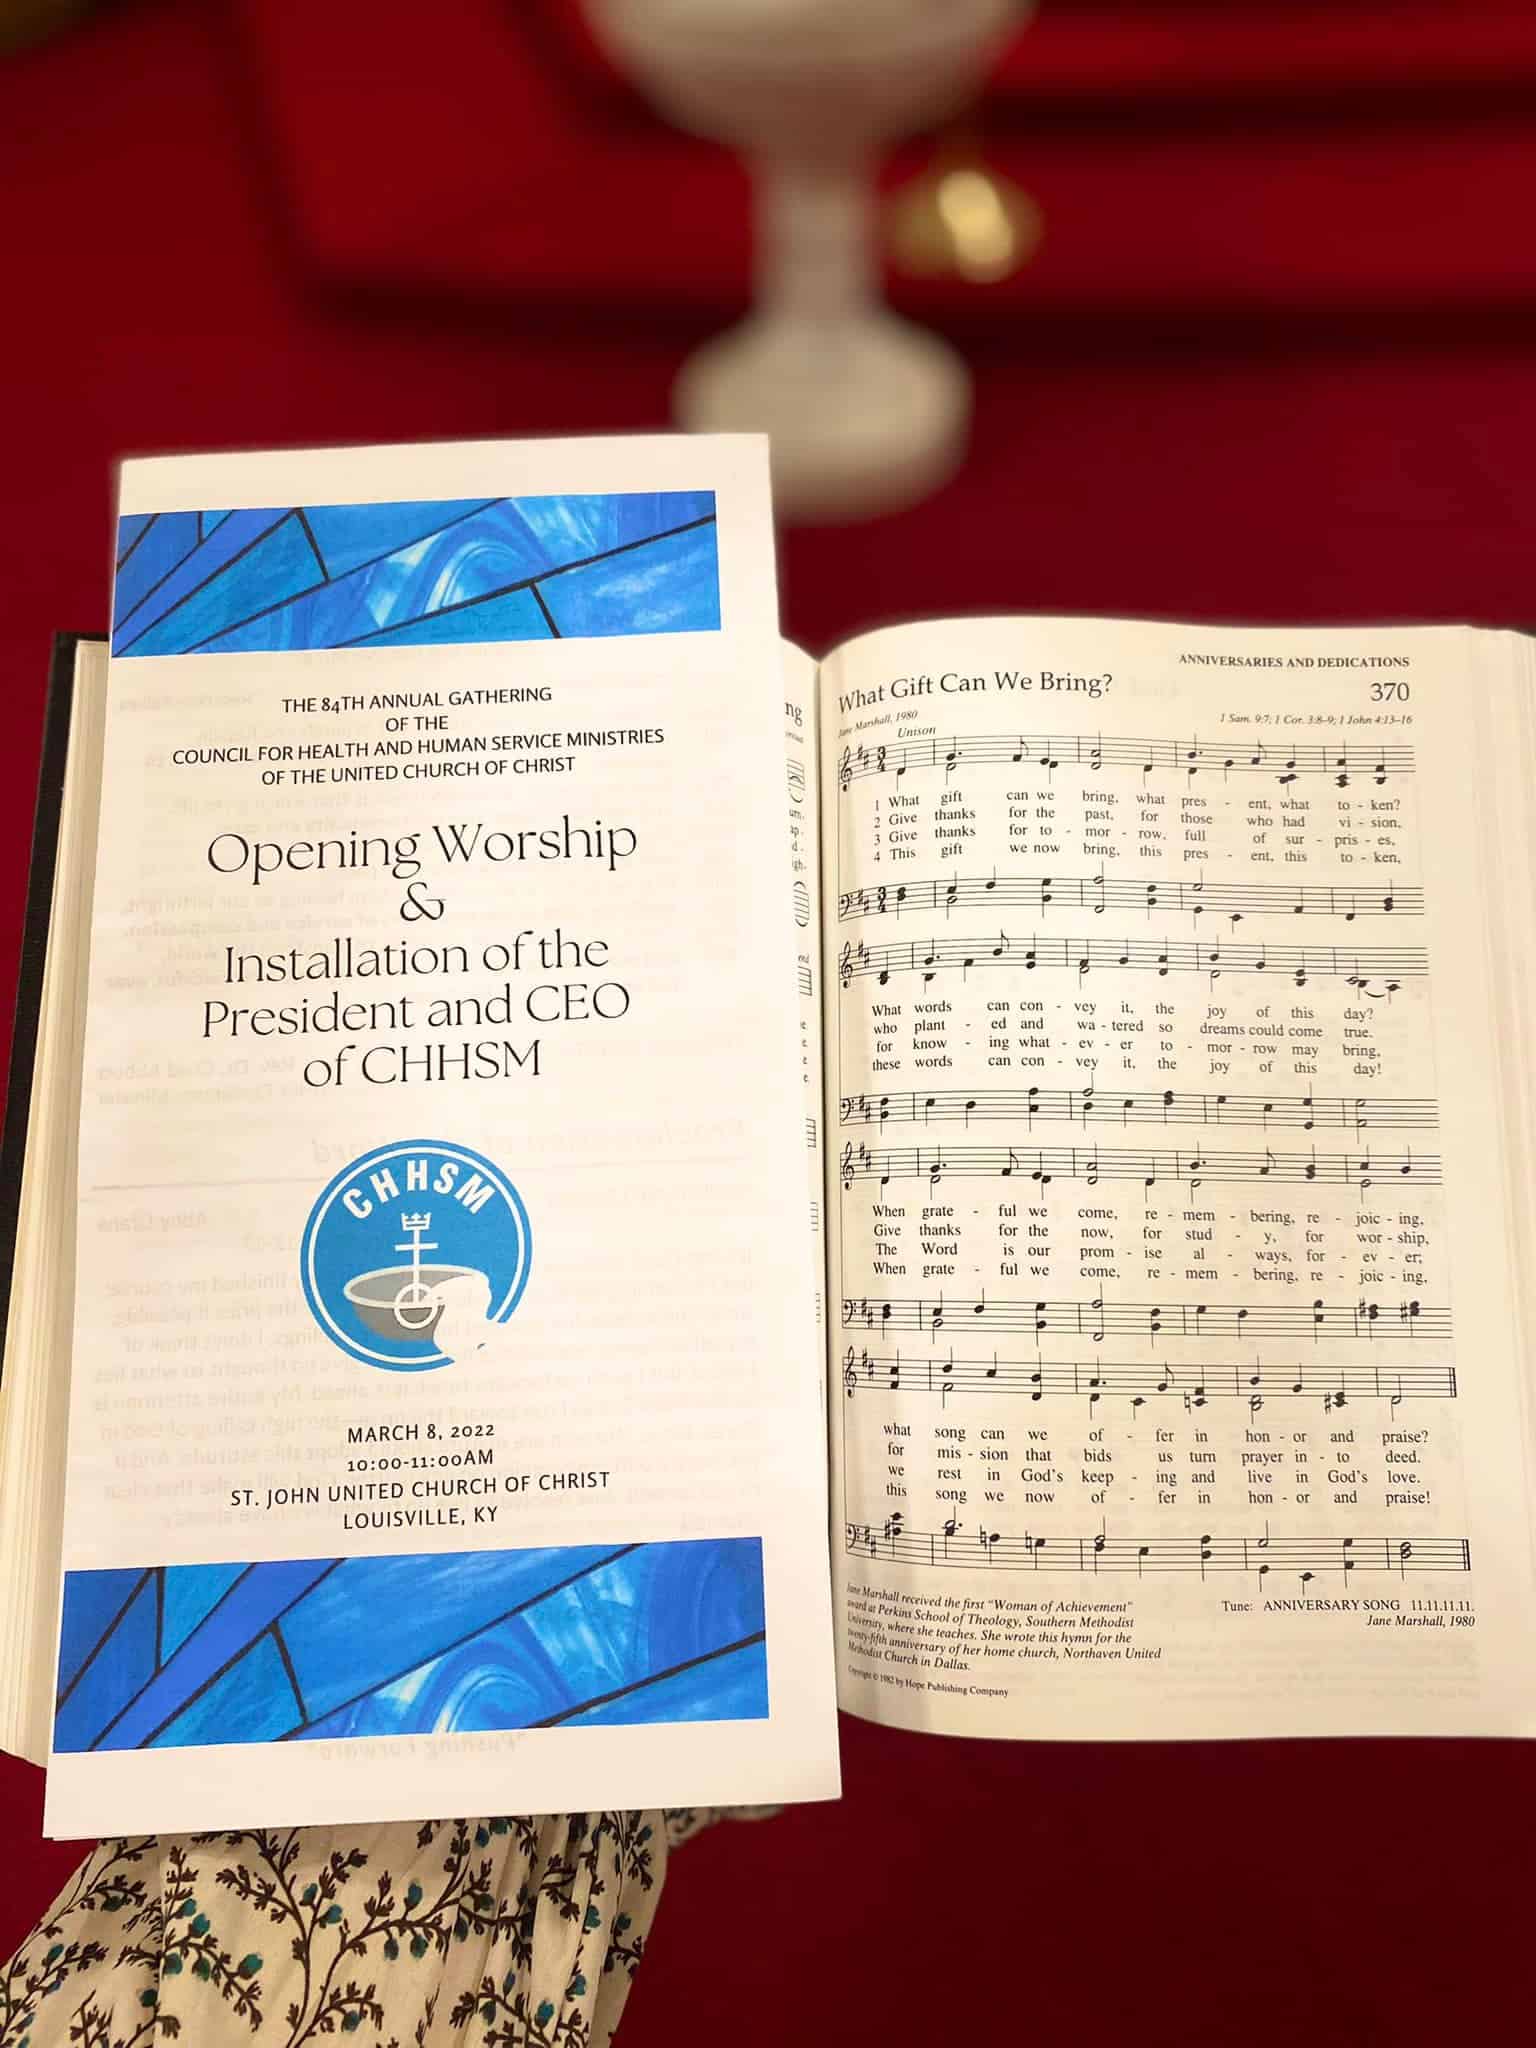 THE 84TH ANNUAL GATHERING
OF THE
COUNCIL FOR HEALTH AND HUMAN SERVICE MINISTRIES
OF THE UNITED CHURCH OF CHRIST
Opening Worship
&
Installation of the
President and CEO
of CHHSM
CHHSM
MARCH 8, 2022
10:00-11:00AM
ST. JOHN UNITED CHURCH OF CHRIST
LOUISVILLE, KY
ANNIVERSARIES AND DEDICATIONS
What Gift Can We Bring?
370
Jane Marshall, 1980
1 Sam. 9:7; 1 Cor. 3:8–9; 1 John 4:13–16
Unison
1 What gift can we bring, what pres - ent, what to - ken?
2 Give thanks for the past, for those who had vi - sion,
3 Give thanks for to - mor - row, full of sur - pris - es,
4 This gift we now bring, this pres - ent, this to - ken,
What words can con - vey it, the joy of this day?
who plant - ed and wa - tered so dreams could come true.
for know - ing what - ev - er to - mor - row may bring,
these words can con - vey it, the joy of this day!
When grate - ful we come, re - mem - bering, re - joic - ing,
Give thanks for the now, for stud - y, for wor - ship,
The Word is our prom - ise al - ways, for - ev - er;
When grate - ful we come, re - mem - bering, re - joic - ing,
what song can we of - fer in hon - or and praise?
for mis - sion that bids us turn prayer in - to deed.
we rest in God's keep - ing and live in God's love.
this song we now of - fer in hon - or and praise!
Jane Marshall received the first "Woman of Achievement"
award at Perkins School of Theology, Southern Methodist
University, where she teaches. She wrote this hymn for the
twenty-fifth anniversary of her home church, Northaven United
Methodist Church in Dallas.
Copyright © 1982 by Hope Publishing Company
Tune: ANNIVERSARY SONG 11.11.11.11.
Jane Marshall, 1980